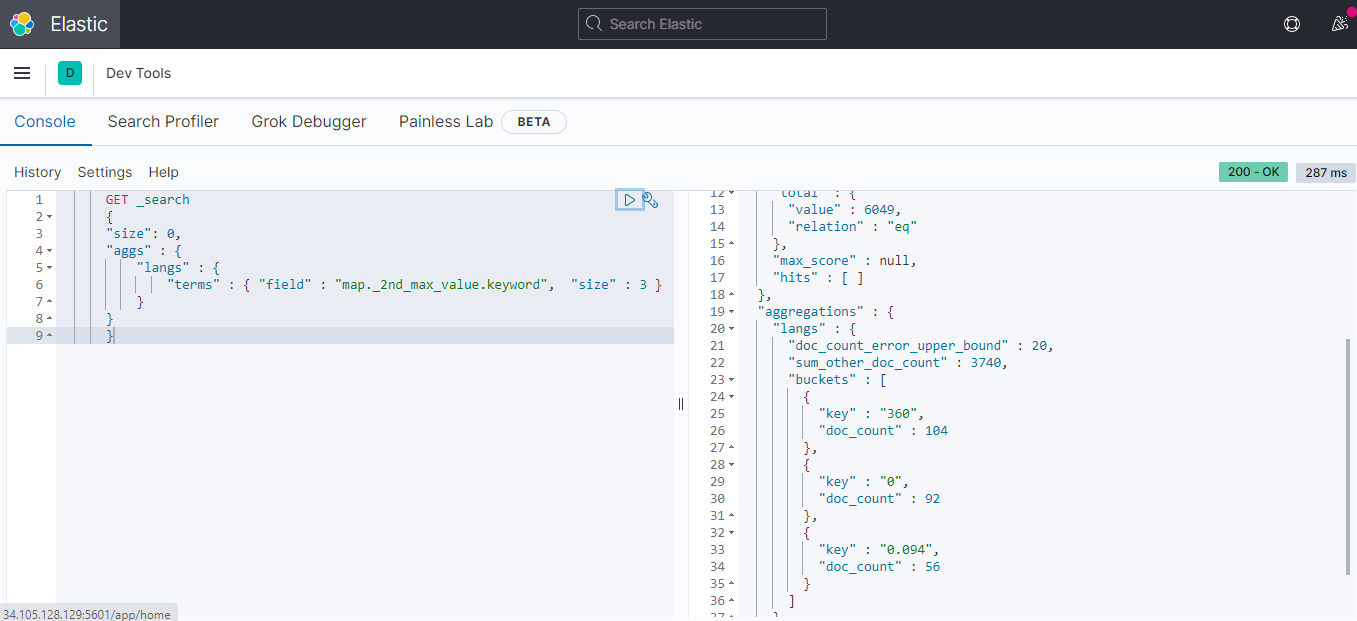 Elastic
Search Elastic
D
Dev Tools
Console Search Profiler Grok Debugger Painless Lab BETA
History Settings Help
200 - OK 287 ms
1 GET _search
2 {
3 "size": 0,
4 "aggs" : {
5 "langs" : {
6 "terms" : { "field" : "map._2nd_max_value.keyword", "size" : 3 }
7 }
8 }
9 }
12 "total" : {
13 "value" : 6049,
14 "relation" : "eq"
15 },
16 "max_score" : null,
17 "hits" : [ ]
18 },
19 "aggregations" : {
20 "langs" : {
21 "doc_count_error_upper_bound" : 20,
22 "sum_other_doc_count" : 3740,
23 "buckets" : [
24 {
25 "key" : "360",
26 "doc_count" : 104
27 },
28 {
29 "key" : "0",
30 "doc_count" : 92
31 },
32 {
33 "key" : "0.094",
34 "doc_count" : 56
35 }
36 ]
37 }
34.105.128.129:5601/app/home